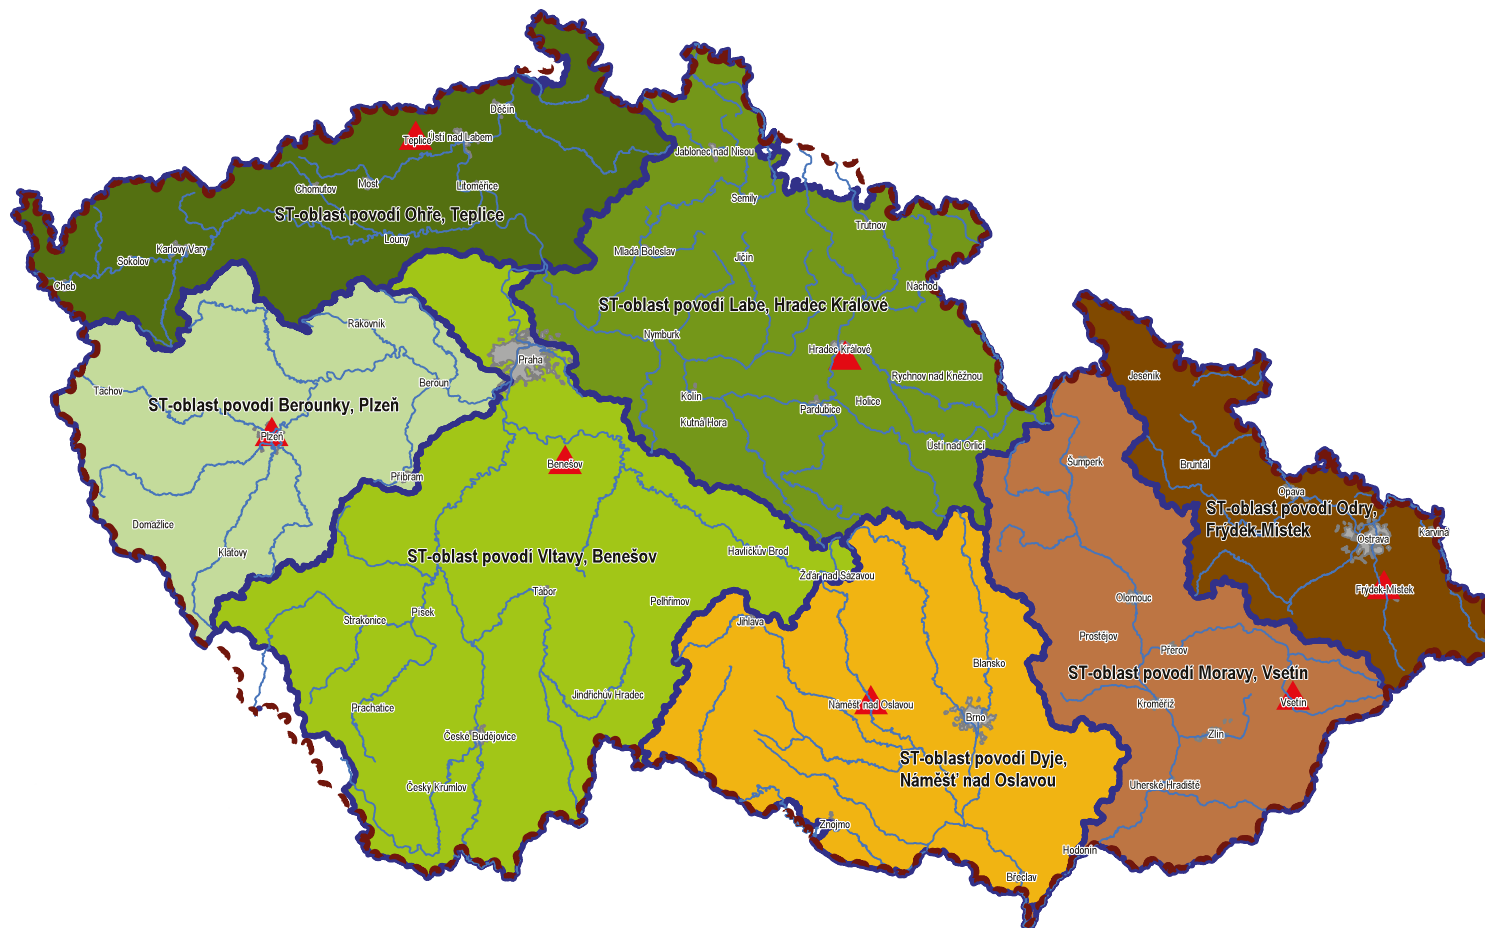 Děčín
Teplice
Ústí nad Labem
Jablonec nad Nisou
Chomutov
Most
Litoměřice
Semily
ST-oblast povodí Ohře, Teplice
Trutnov
Louny
Karlovy Vary
Mladá Boleslav
Jičín
Sokolov
Cheb
Náchod
ST-oblast povodí Labe, Hradec Králové
Rakovník
Nymburk
Hradec Králové
Praha
Rychnov nad Kněžnou
Jeseník
Beroun
Tachov
Kolín
Holice
ST-oblast povodí Berounky, Plzeň
Pardubice
Kutná Hora
Plzeň
Ústí nad Orlicí
Benešov
Šumperk
Bruntál
Příbram
Opava
ST-oblast povodí Odry,
Frýdek-Místek
Domažlice
Karviná
Ostrava
Klatovy
ST-oblast povodí Vltavy, Benešov
Havlíčkův Brod
Žďár nad Sázavou
Tábor
Frýdek-Místek
Pelhřimov
Olomouc
Písek
Strakonice
Jihlava
Prostějov
Přerov
Blansko
ST-oblast povodí Moravy, Vsetín
Jindřichův Hradec
Náměšť nad Oslavou
Kroměříž
Vsetín
Prachatice
Brno
České Budějovice
Zlín
ST-oblast povodí Dyje,
Náměšť nad Oslavou
Český Krumlov
Uherské Hradiště
Znojmo
Hodonín
Břeclav